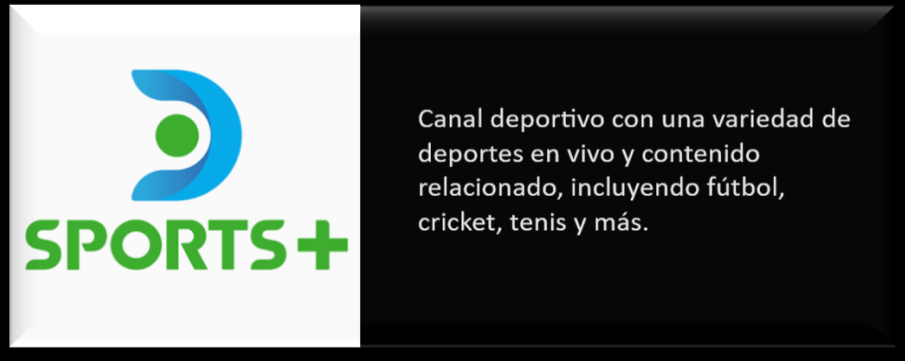 SPORTS+
Canal deportivo con una variedad de
deportes en vivo y contenido
relacionado, incluyendo fútbol,
cricket, tenis y más.